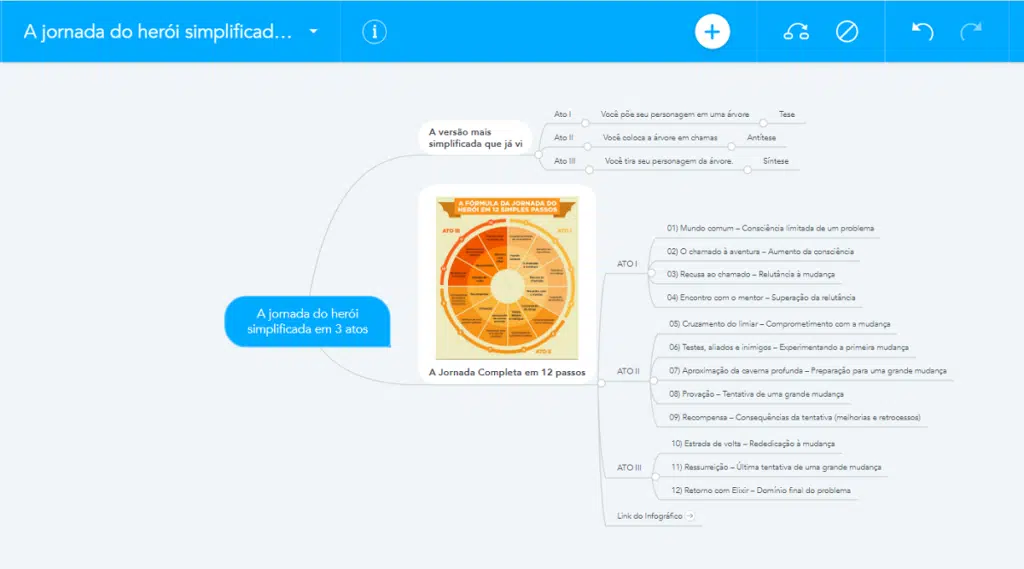 A jornada do herói simplificad...
A versão mais
simplificada que já vi
Ato I
Você põe seu personagem em uma árvore
Tese
Ato II
Você coloca a árvore em chamas
Antítese
Ato III
Você tira seu personagem da árvore.
Síntese
A jornada do herói
simplificada em 3 atos
A FÓRMULA DA JORNADA DO
HERÓI EM 12 SIMPLES PASSOS
ATO III
ATO I
ATO II
A Jornada Completa em 12 passos
ATO I
01) Mundo comum – Consciência limitada de um problema
02) O chamado à aventura – Aumento da consciência
03) Recusa ao chamado – Relutância à mudança
04) Encontro com o mentor – Superação da relutância
ATO II
05) Cruzamento do limiar – Comprometimento com a mudança
06) Testes, aliados e inimigos – Experimentando a primeira mudança
07) Aproximação da caverna profunda – Preparação para uma grande mudança
08) Provação – Tentativa de uma grande mudança
09) Recompensa – Consequências da tentativa (melhorias e retrocessos)
ATO III
10) Estrada de volta – Rededicação à mudança
11) Ressurreição – Última tentativa de uma grande mudança
12) Retorno com Elixir – Domínio final do problema
Link do Infográfico